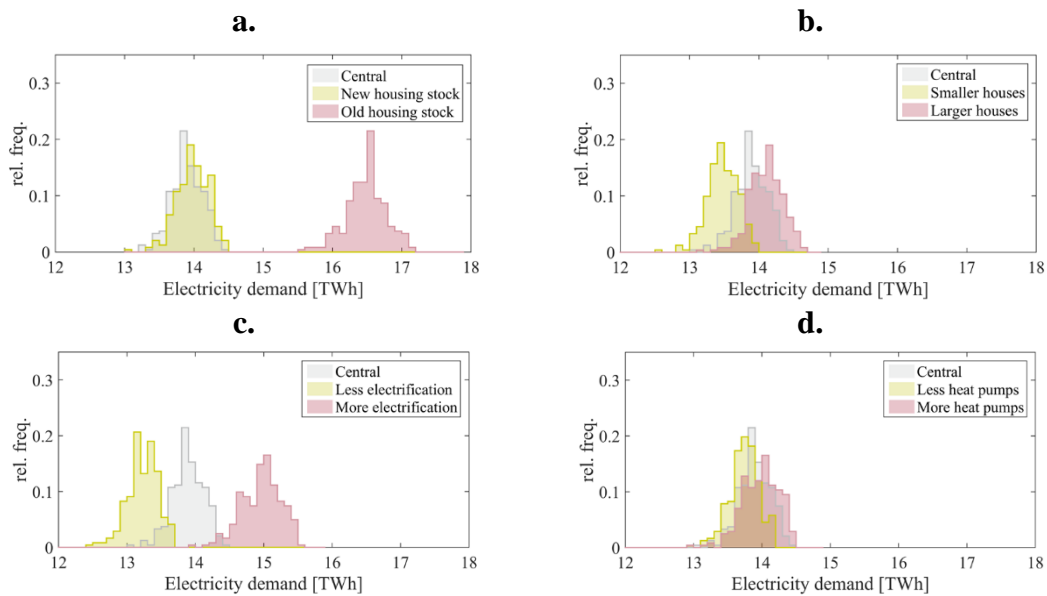 a.
0.3
0.2
0.1
0
rel. freq.
Central
New housing stock
Old housing stock
12 13 14 15 16 17 18
Electricity demand [TWh]
b.
0.3
0.2
0.1
0
rel. freq.
Central
Smaller houses
Larger houses
12 13 14 15 16 17 18
Electricity demand [TWh]
c.
0.3
0.2
0.1
0
rel. freq.
Central
Less electrification
More electrification
12 13 14 15 16 17 18
Electricity demand [TWh]
d.
0.3
0.2
0.1
0
rel. freq.
Central
Less heat pumps
More heat pumps
12 13 14 15 16 17 18
Electricity demand [TWh]